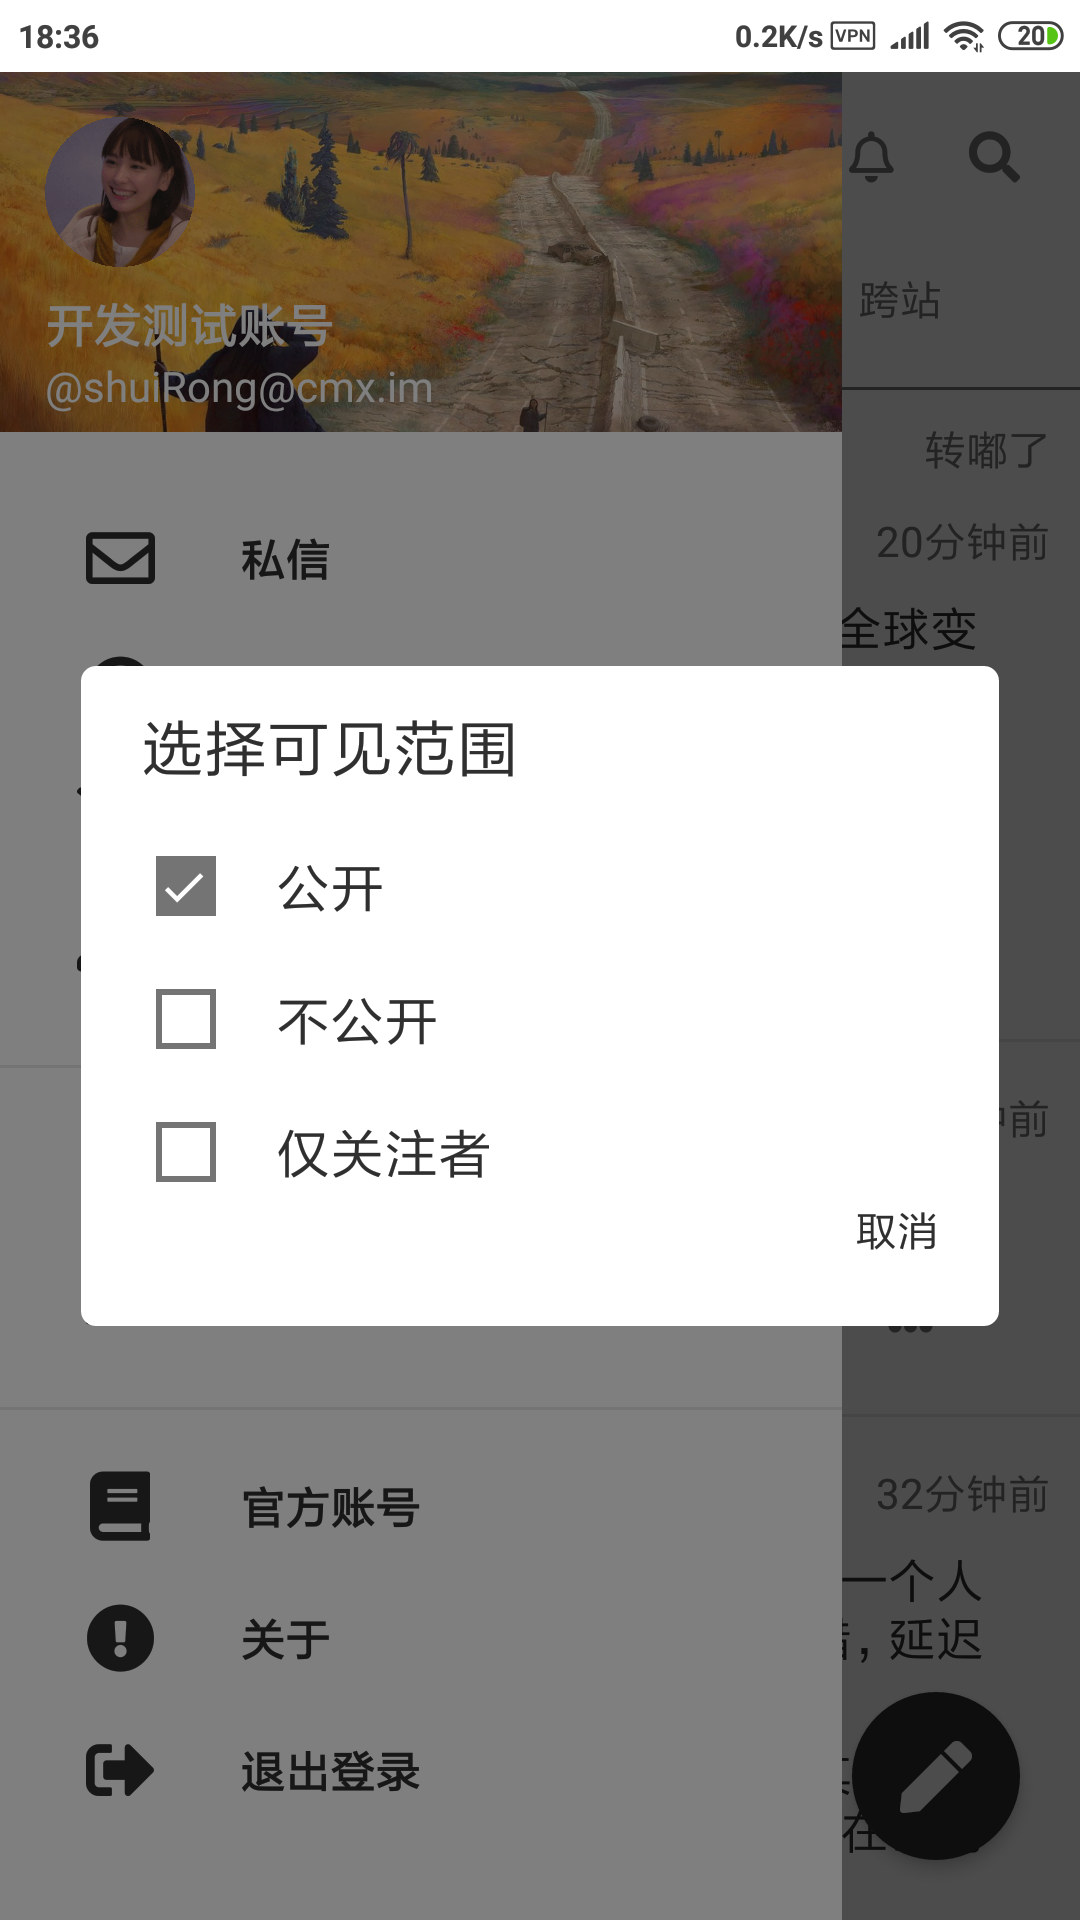 18:36
0.2K/s VPN 20
跨站
开发测试账号
@shuiRong@cmx.im
转嘟了
20分钟前
私信
全球变
选择可见范围
公开
不公开
仅关注者
前
取消
官方账号
32分钟前
一个人
，延迟
关于
退出登录
在